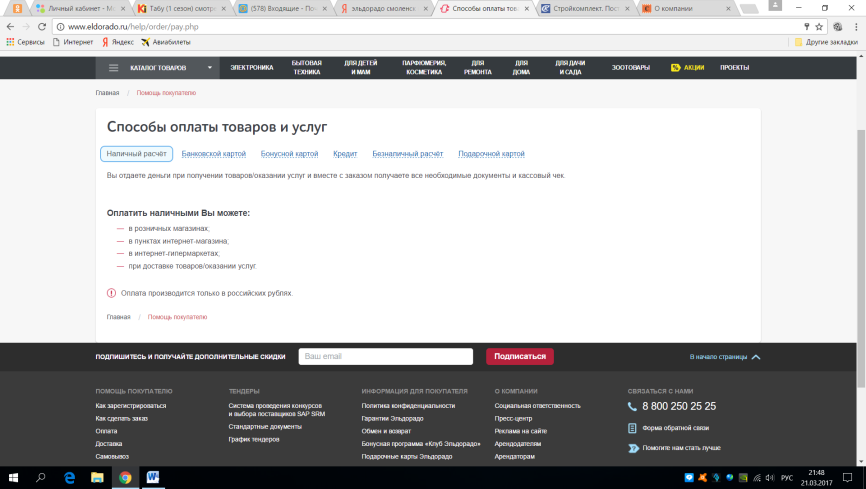 Личный кабинет - М
Табу (1 сезон) смотр
(578) Входящие - По
эльдорадо смоленск
Способы оплаты тов
Стройкомплект. Пост
О компании
www.eldorado.ru/help/order/pay.php
Сервисы Интернет Яндекс Авиабилеты Другие закладки
КАТАЛОГ ТОВАРОВ
ЭЛЕКТРОНИКА
БЫТОВАЯ
ТЕХНИКА
ДЛЯ ДЕТЕЙ
И МАМ
ПАРФЮМЕРИЯ,
КОСМЕТИКА
ДЛЯ
РЕМОНТА
ДЛЯ
ДОМА
ДЛЯ ДАЧИ
И САДА
ЗООТОВАРЫ
% АКЦИИ
ПРОЕКТЫ
Главная / Помощь покупателю
Способы оплаты товаров и услуг
Наличный расчёт Банковской картой Бонусной картой Кредит Безналичный расчёт Подарочной картой
Вы отдаете деньги при получении товаров/оказании услуг и вместе с заказом получаете все необходимые документы и кассовый чек.
Оплатить наличными Вы можете:
— в розничных магазинах;
— в пунктах интернет-магазина;
— в интернет-гипермаркетах;
— при доставке товаров/оказании услуг.
! Оплата производится только в российских рублях.
Главная / Помощь покупателю
ПОДПИШИТЕСЬ И ПОЛУЧАЙТЕ ДОПОЛНИТЕЛЬНЫЕ СКИДКИ Ваш email Подписаться В начало страницы
ПОМОЩЬ ПОКУПАТЕЛЮ
Как зарегистрироваться
Как сделать заказ
Оплата
Доставка
Самовывоз
ТЕНДЕРЫ
Система проведения конкурсов
и выбора поставщиков SAP SRM
Стандартные документы
График тендеров
ИНФОРМАЦИЯ ДЛЯ ПОКУПАТЕЛЯ
Политика конфиденциальности
Гарантии Эльдорадо
Обмен и возврат
Бонусная программа «Клуб Эльдорадо»
Подарочные карты Эльдорадо
О КОМПАНИИ
Социальная ответственность
Пресс-центр
Реклама на сайте
Арендодателям
Арендаторам
СВЯЗАТЬСЯ С НАМИ
8 800 250 25 25
Форма обратной связи
Помогите нам стать лучше
РУС
21:48
21.03.2017